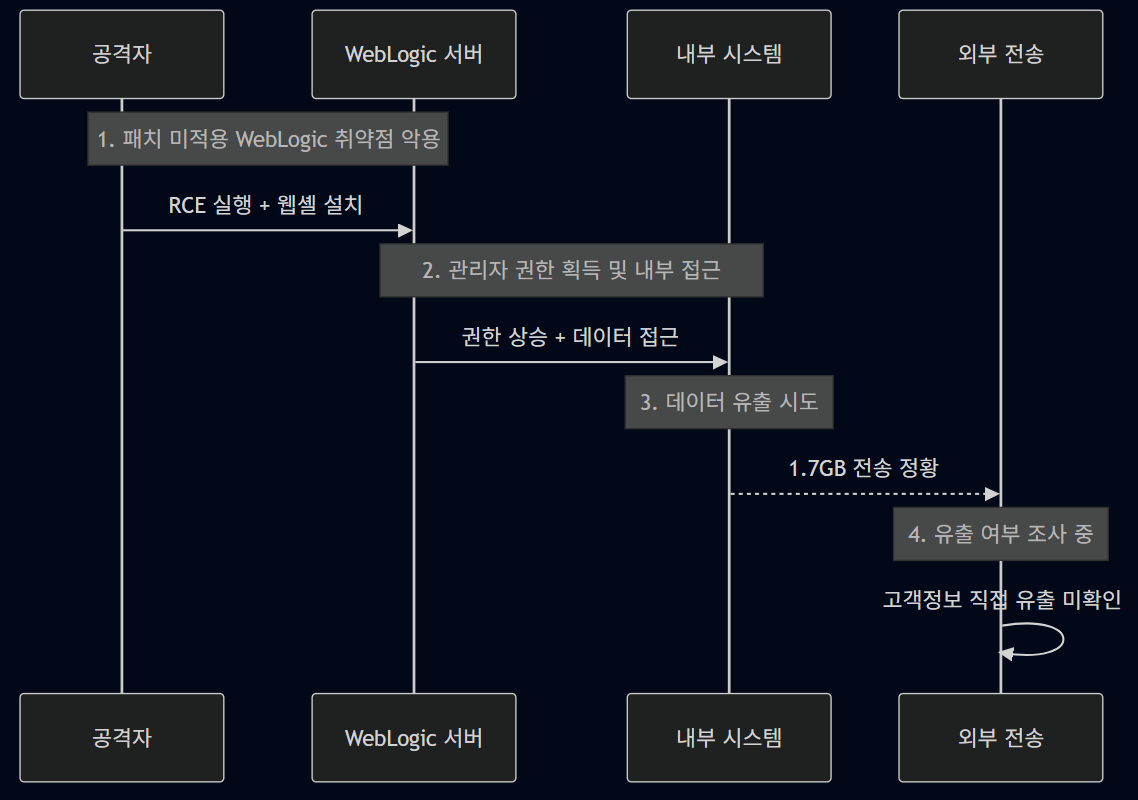 공격자
WebLogic 서버
내부 시스템
외부 전송
1. 패치 미적용 WebLogic 취약점 악용
RCE 실행 + 웹셸 설치
2. 관리자 권한 획득 및 내부 접근
권한 상승 + 데이터 접근
3. 데이터 유출 시도
1.7GB 전송 정황
4. 유출 여부 조사 중
고객정보 직접 유출 미확인
공격자
WebLogic 서버
내부 시스템
외부 전송